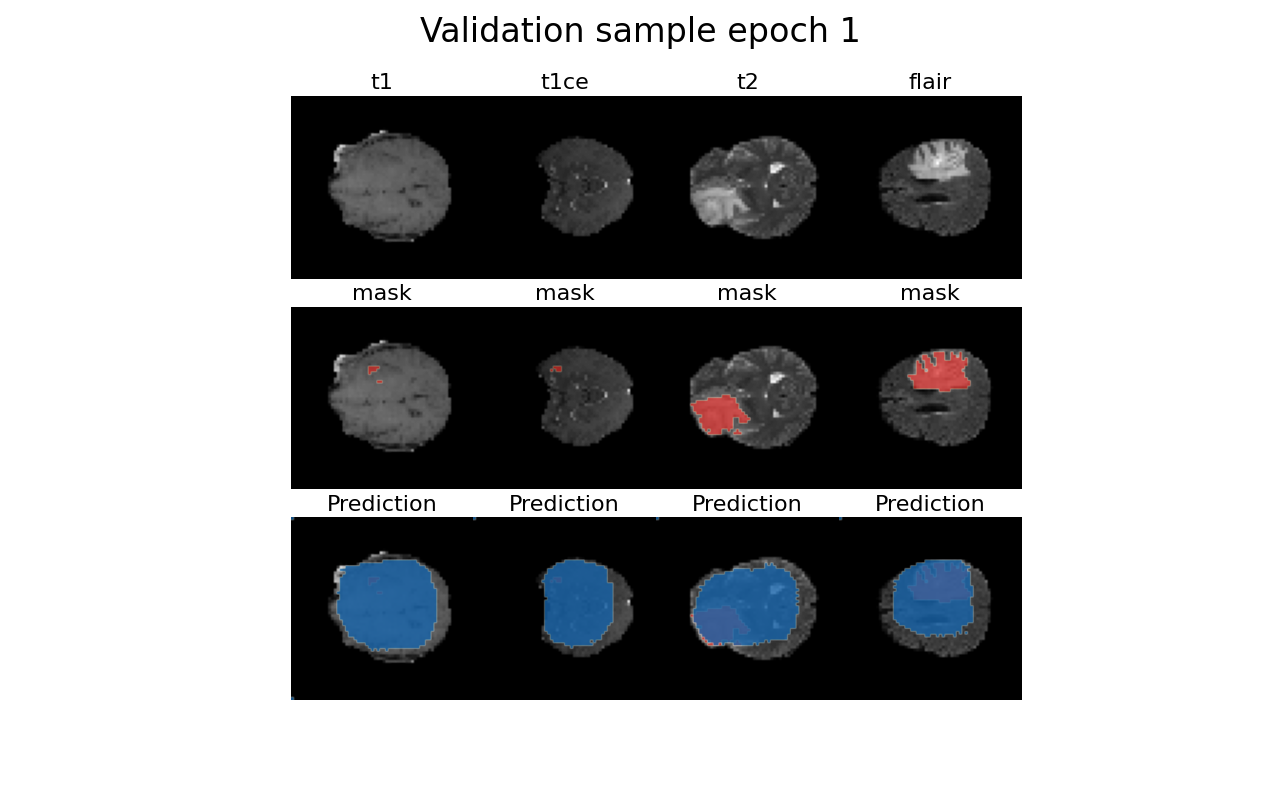 Validation sample epoch 1
t1 t1ce t2 flair
mask mask mask mask
Prediction Prediction Prediction Prediction